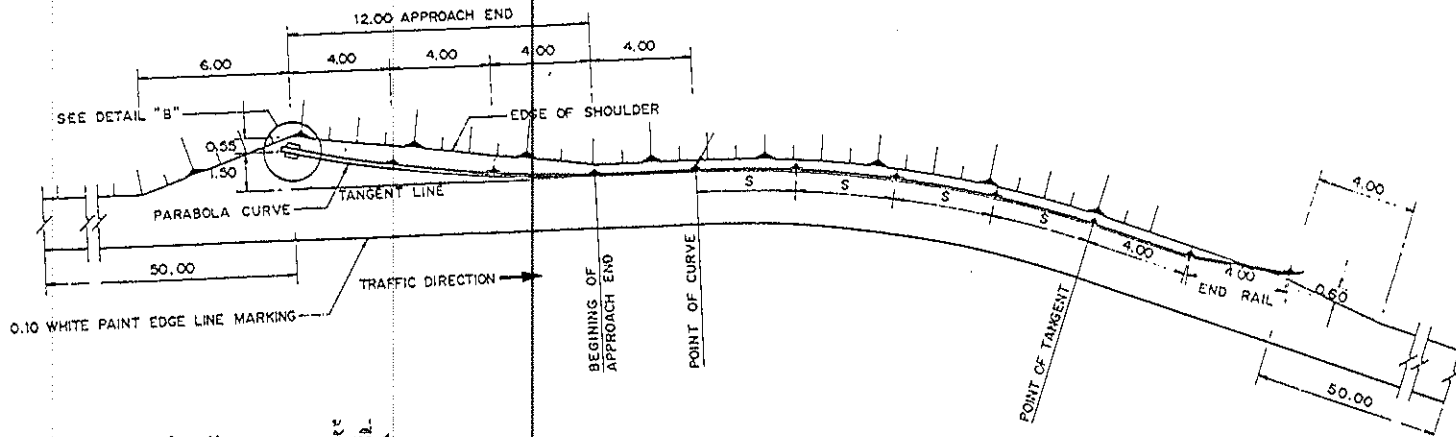 12.00 APPROACH END
6.00
4.00
4.00
4.00
4.00
SEE DETAIL "B"
EDGE OF SHOULDER
0.55
1.50
TANGENT LINE
PARABOLA CURVE
S
S
S
S
4.00
4.00
END RAIL
4.00
0.60
50.00
TRAFFIC DIRECTION
0.10 WHITE PAINT EDGE LINE MARKING
BEGINING OF
APPROACH END
POINT OF CURVE
POINT OF TANGENT
50.00